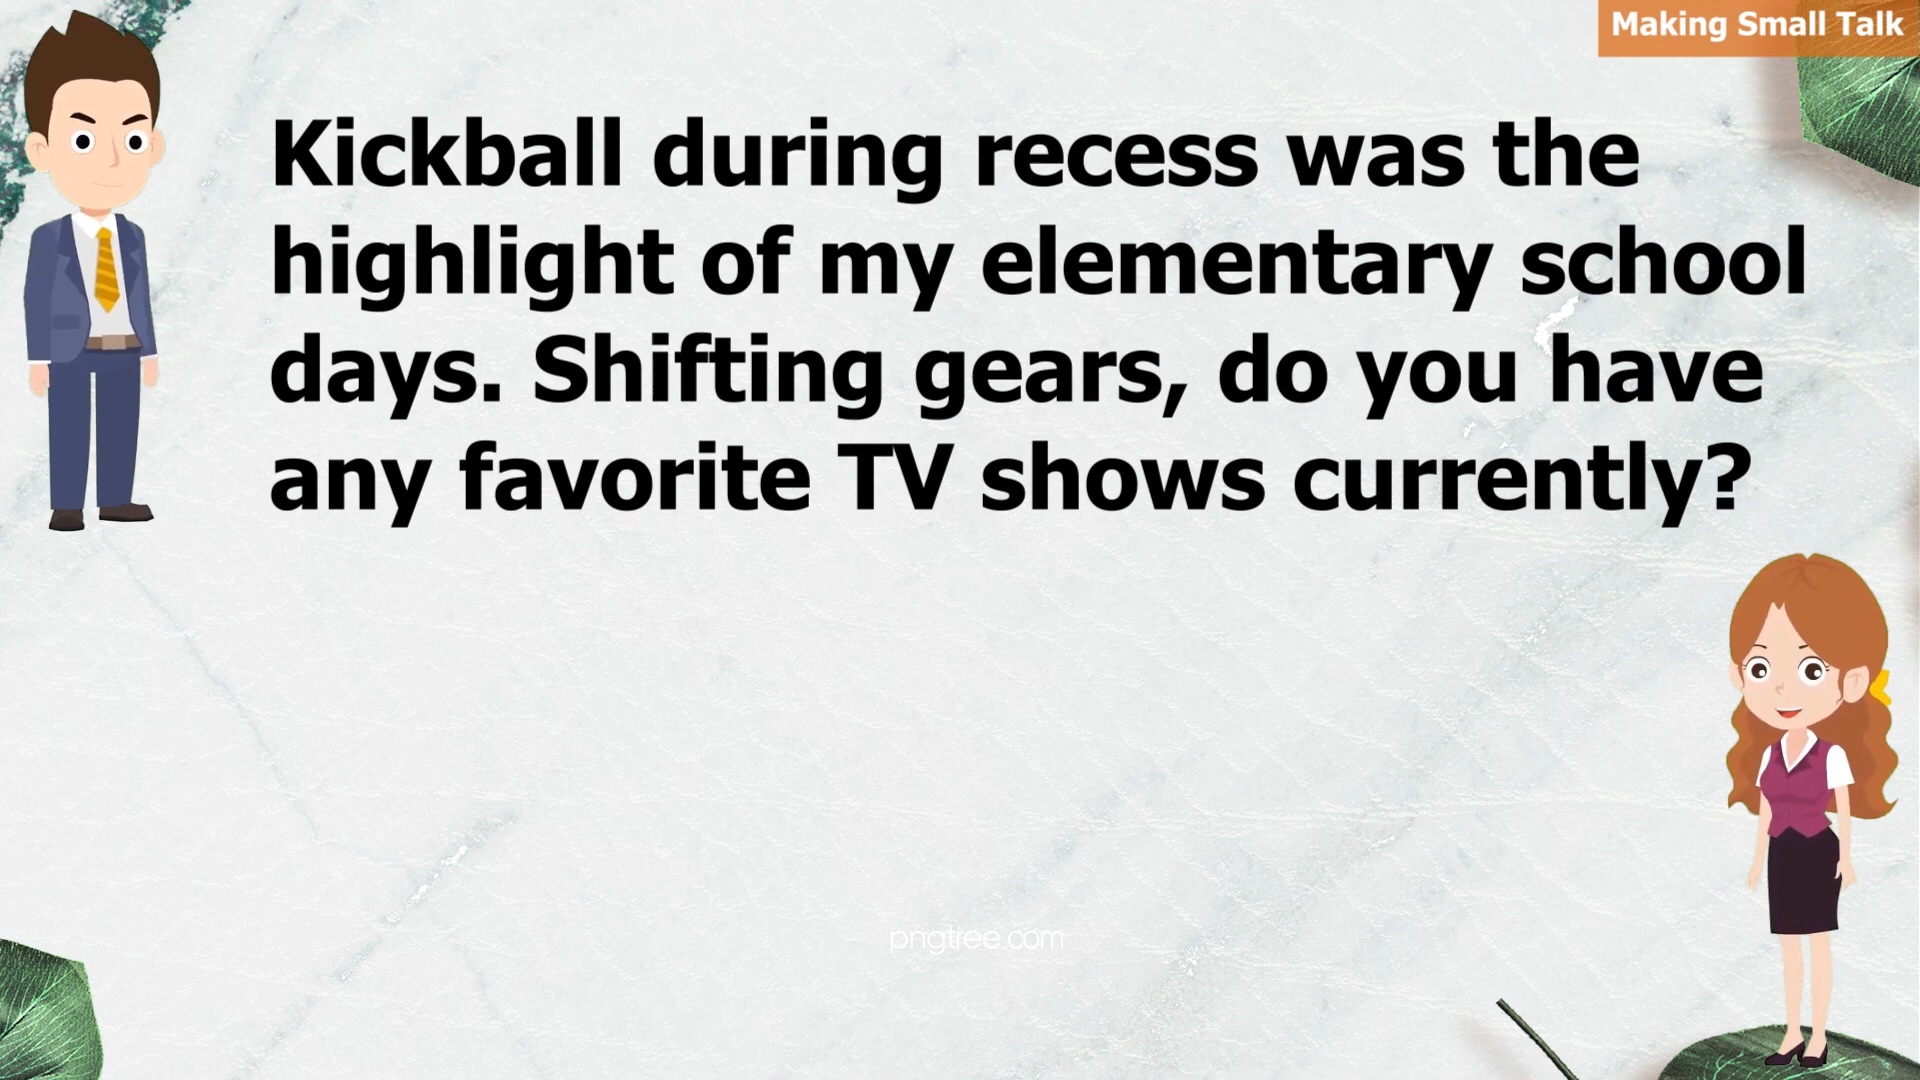 Making Small Talk
Kickball during recess was the
highlight of my elementary school
days. Shifting gears, do you have
any favorite TV shows currently?
pngtree.com